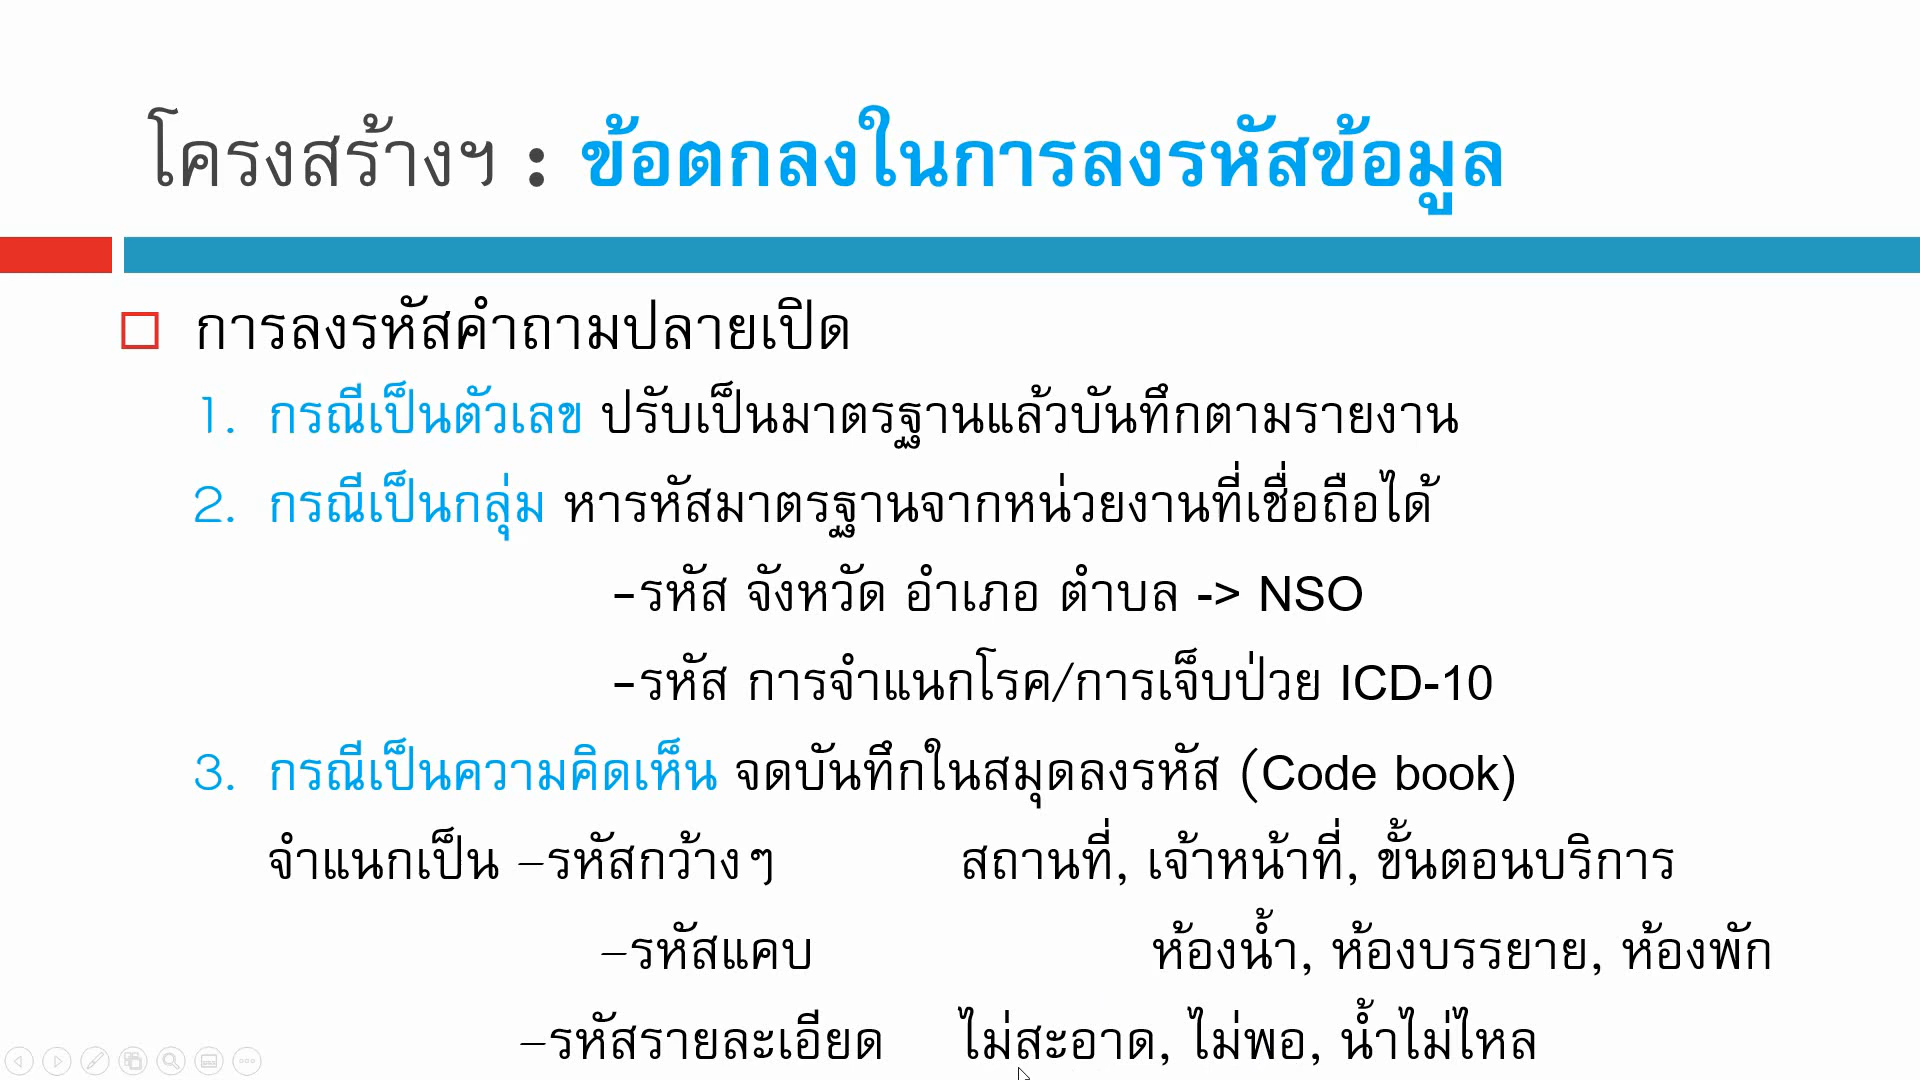 โครงสร้างฯ : ข้อตกลงในการลงรหัสข้อมูล
การลงรหัสคำถามปลายเปิด
1. กรณีเป็นตัวเลข ปรับเป็นมาตรฐานแล้วบันทึกตามรายงาน
2. กรณีเป็นกลุ่ม หารหัสมาตรฐานจากหน่วยงานที่เชื่อถือได้
-รหัส จังหวัด อำเภอ ตำบล -> NSO
-รหัส การจำแนกโรค/การเจ็บป่วย ICD-10
3. กรณีเป็นความคิดเห็น จดบันทึกในสมุดลงรหัส (Code book)
จำแนกเป็น –รหัสกว้างๆ สถานที่, เจ้าหน้าที่, ขั้นตอนบริการ
–รหัสแคบ ห้องน้ำ, ห้องบรรยาย, ห้องพัก
–รหัสรายละเอียด ไม่สะอาด, ไม่พอ, น้ำไม่ไหล